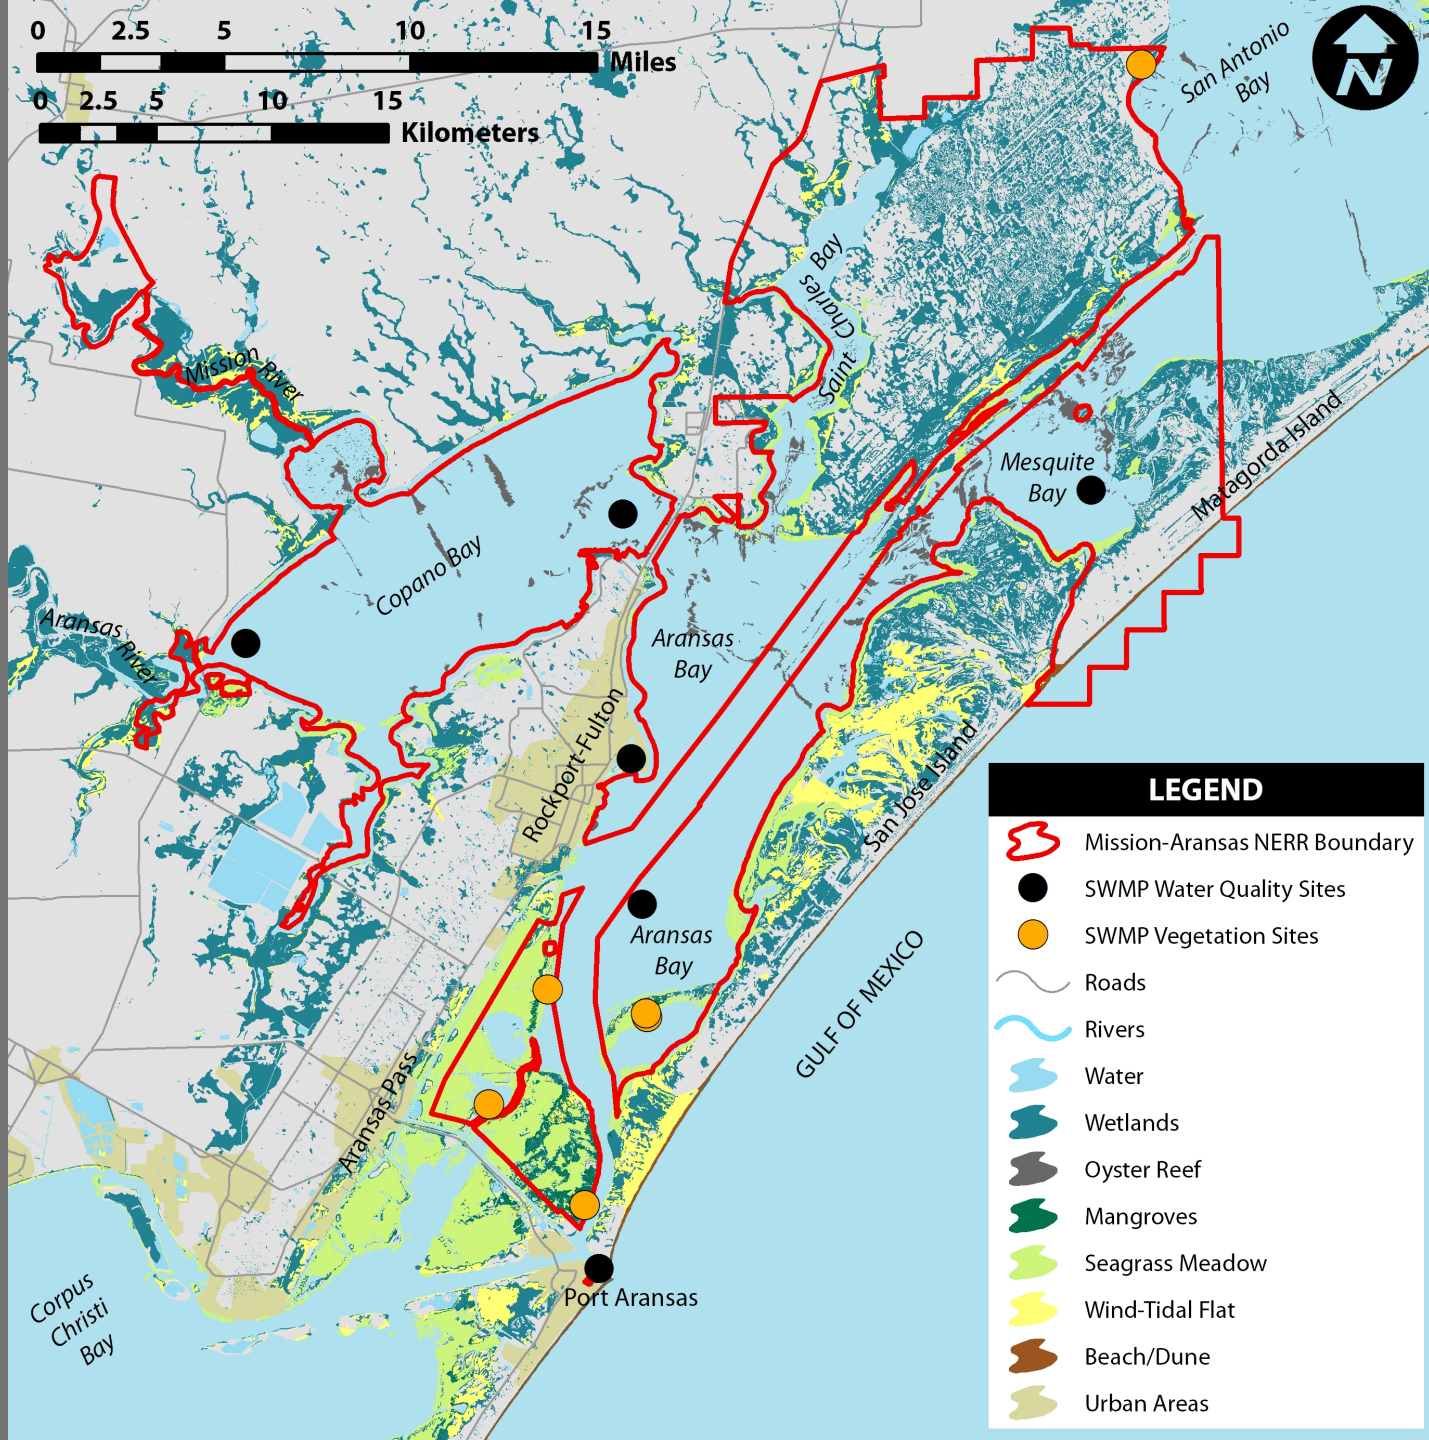 0 2.5 5 10 15
Miles
0 2.5 5 10 15
Kilometers
San Antonio
Bay
N
Saint Charles Bay
Mission River
Mesquite
Bay
Matagorda Island
Copano Bay
Aransas River
Aransas
Bay
Rockport-Fulton
San Jose Island
Aransas
Bay
GULF OF MEXICO
Aransas Pass
Port Aransas
Corpus
Christi
Bay
LEGEND
Mission-Aransas NERR Boundary
SWMP Water Quality Sites
SWMP Vegetation Sites
Roads
Rivers
Water
Wetlands
Oyster Reef
Mangroves
Seagrass Meadow
Wind-Tidal Flat
Beach/Dune
Urban Areas